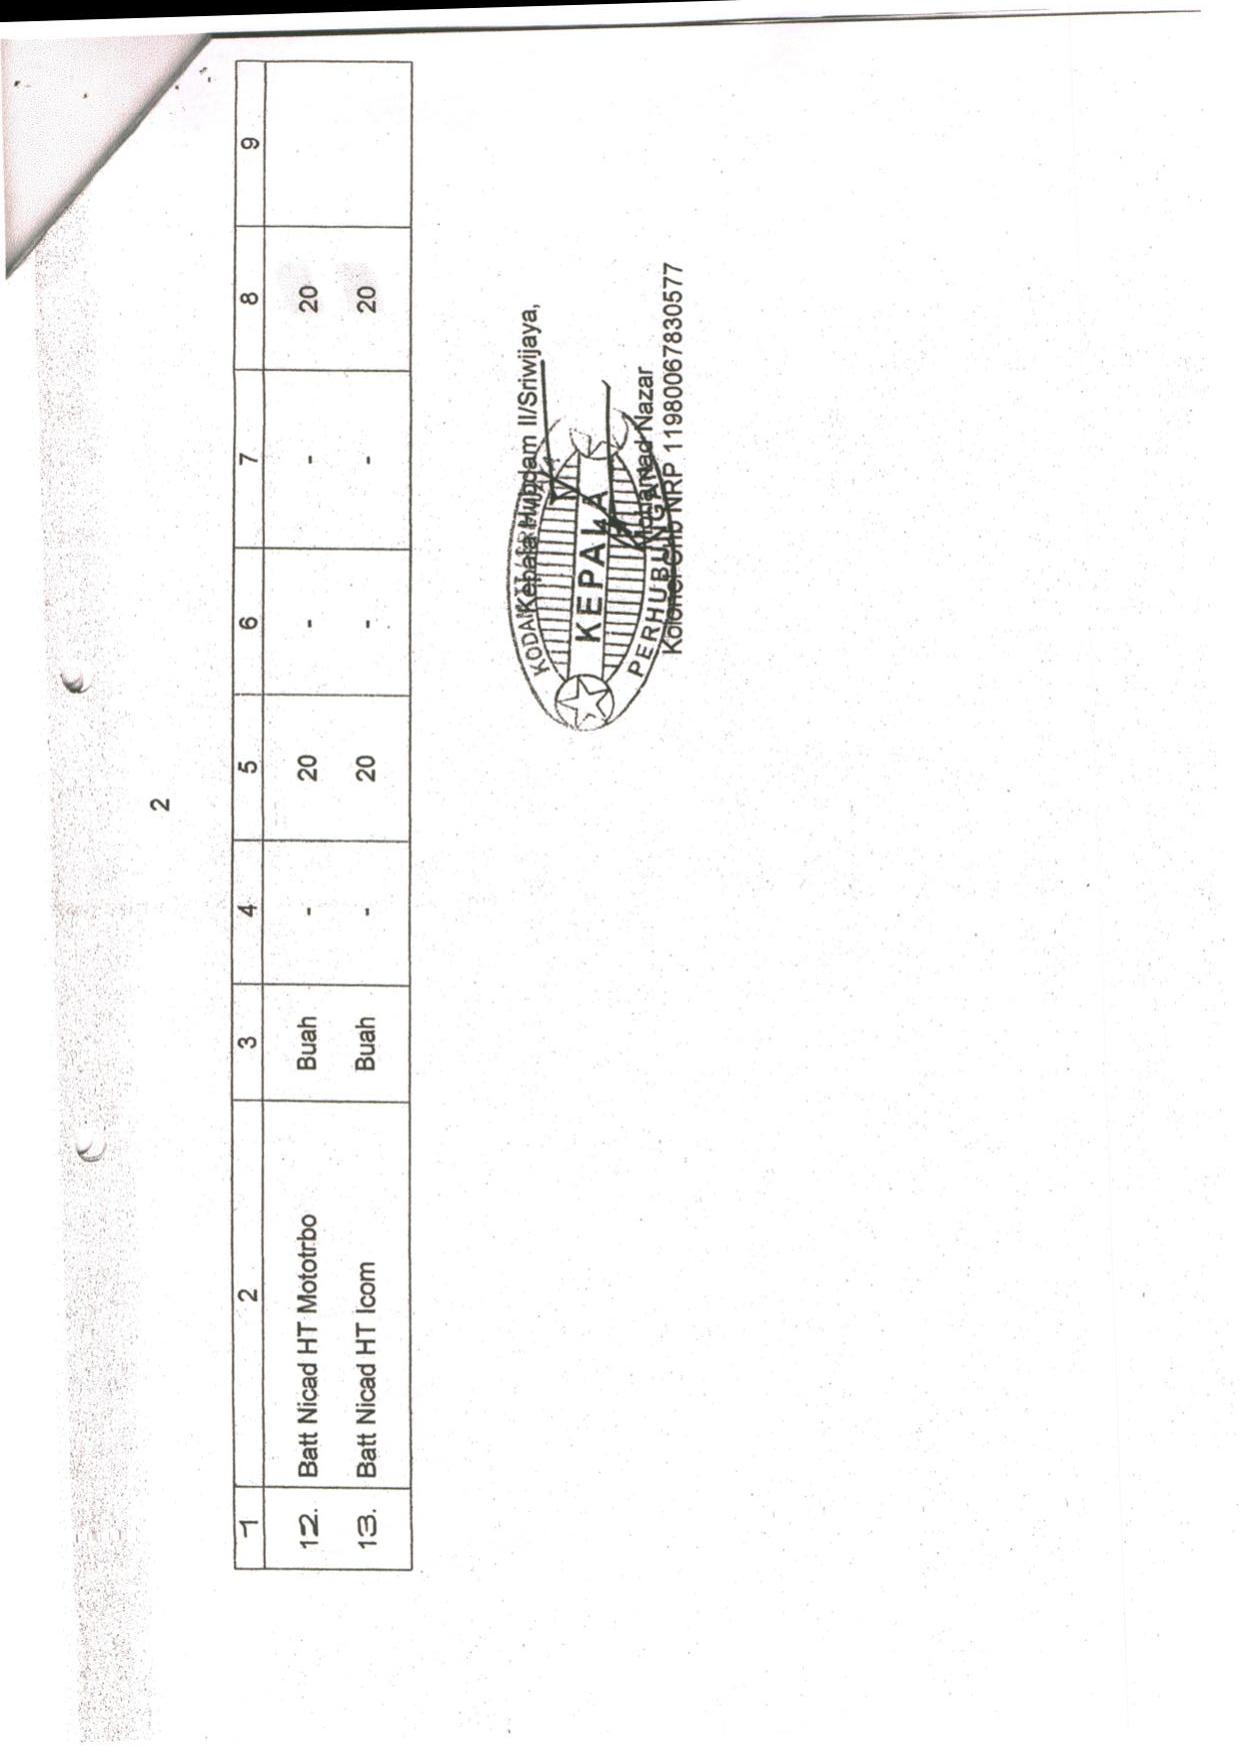 2
1 2 3 4 5 6 7 8 9
12. Batt Nicad HT Mototrbo Buah - 20 - - 20
13. Batt Nicad HT Icom Buah - 20 - - 20
Kepala Hubdam II/Sriwijaya,
KODAM II/SRIWIJAYA
KEPALA
PERHUBUNGAN
Mohamad Nazar
Kolonel Chb NRP 11980067830577